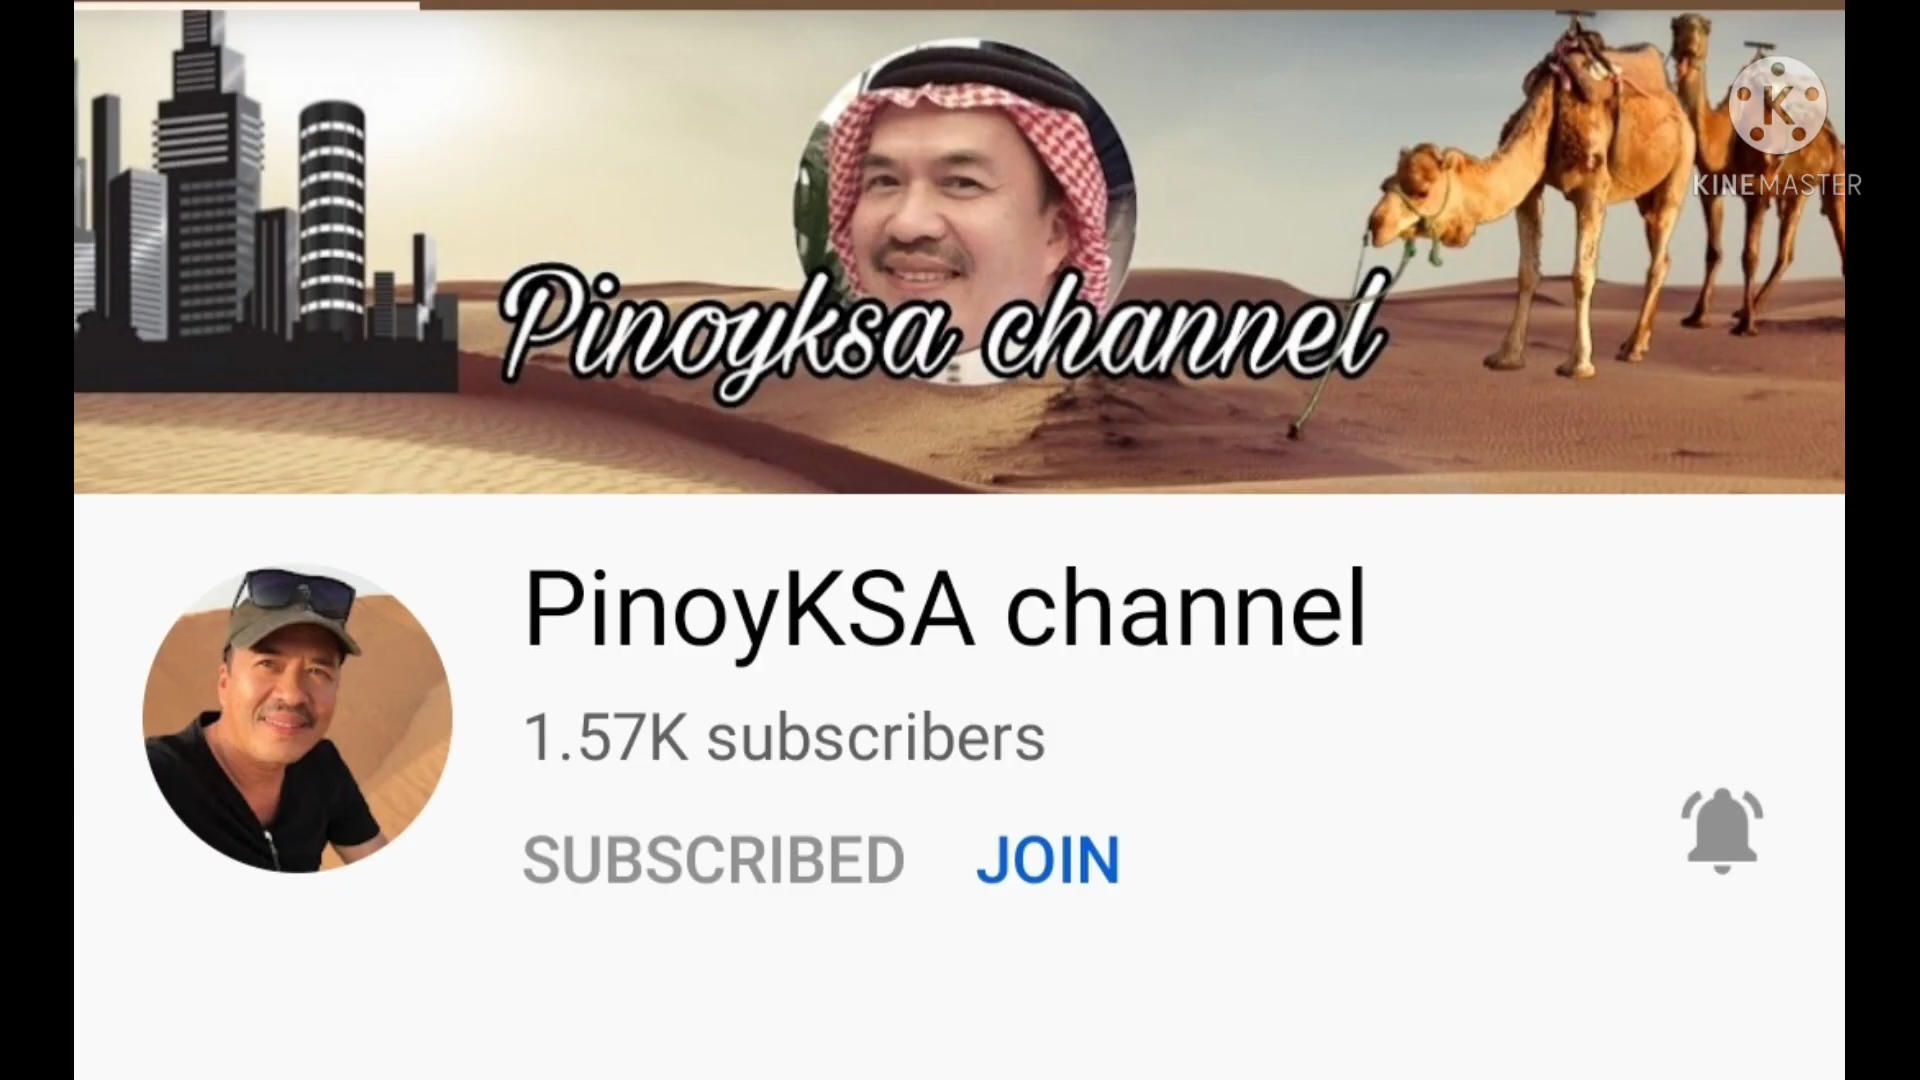 K
KINEMASTER
Pinoyksa channel
PinoyKSA channel
1.57K subscribers
SUBSCRIBED JOIN